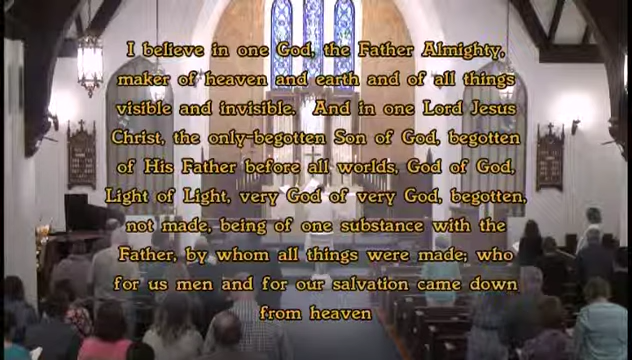 I believe in one God, the Father Almighty,
maker of heaven and earth and of all things
visible and invisible. And in one Lord Jesus
Christ, the only-begotten Son of God, begotten
of His Father before all worlds, God of God,
Light of Light, very God of very God, begotten,
not made, being of one substance with the
Father, by whom all things were made; who
for us men and for our salvation came down
from heaven